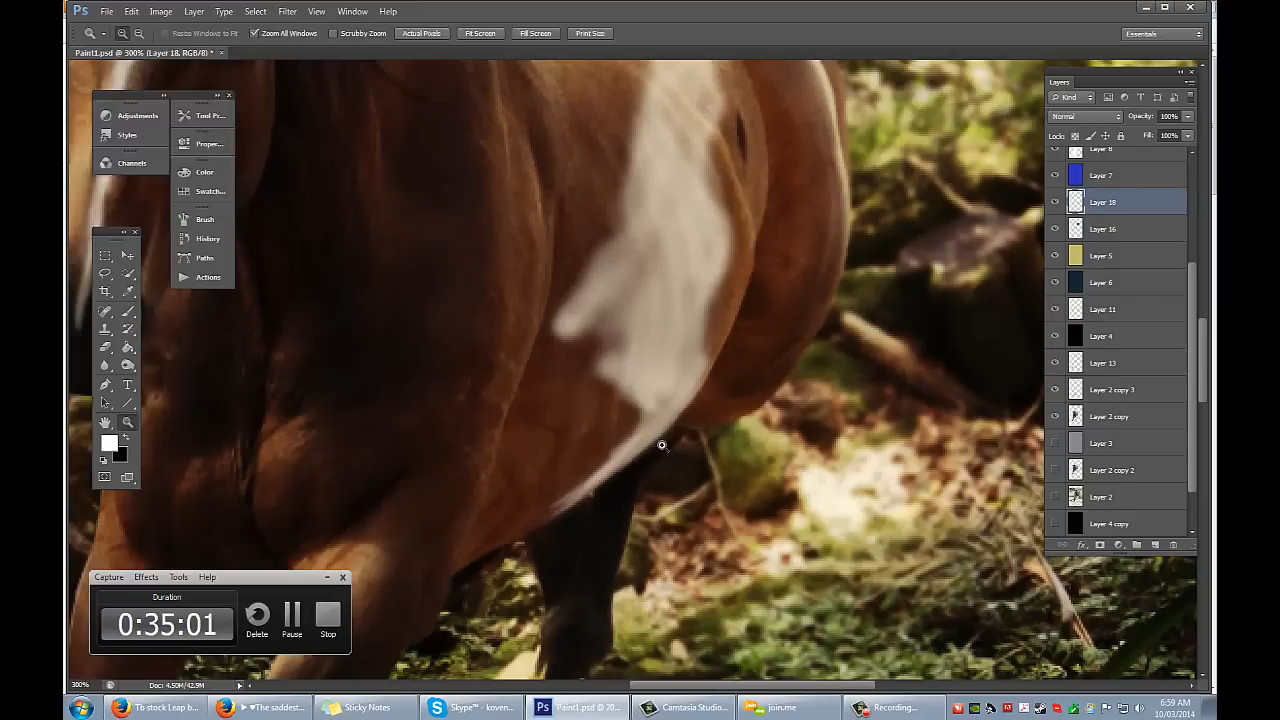 Ps File Edit Image Layer Type Select Filter View Window Help
Resize Windows to Fit Zoom All Windows Scrubby Zoom Actual Pixels Fit Screen Fill Screen Print Size Essentials
Paint1.psd @ 300% (Layer 18, RGB/8) * ×
Adjustments
Styles
Channels
Tool Pr...
Proper...
Color
Swatch...
Brush
History
Paths
Actions
Layers
Kind
Normal Opacity: 100%
Lock: Fill: 100%
Layer 8
Layer 7
Layer 18
Layer 16
Layer 5
Layer 6
Layer 11
Layer 4
Layer 13
Layer 2 copy 3
Layer 2 copy
Layer 3
Layer 2 copy 2
Layer 2
Layer 4 copy
fx
Capture Effects Tools Help
Duration
0:35:01
Delete Pause Stop
300% Doc: 4.50M/42.9M
Tb stock Leap b... ♥The saddest... Sticky Notes Skype™ - koven... Paint1.psd @ 20... Camtasia Studio... join.me Recording...
6:59 AM
10/03/2014